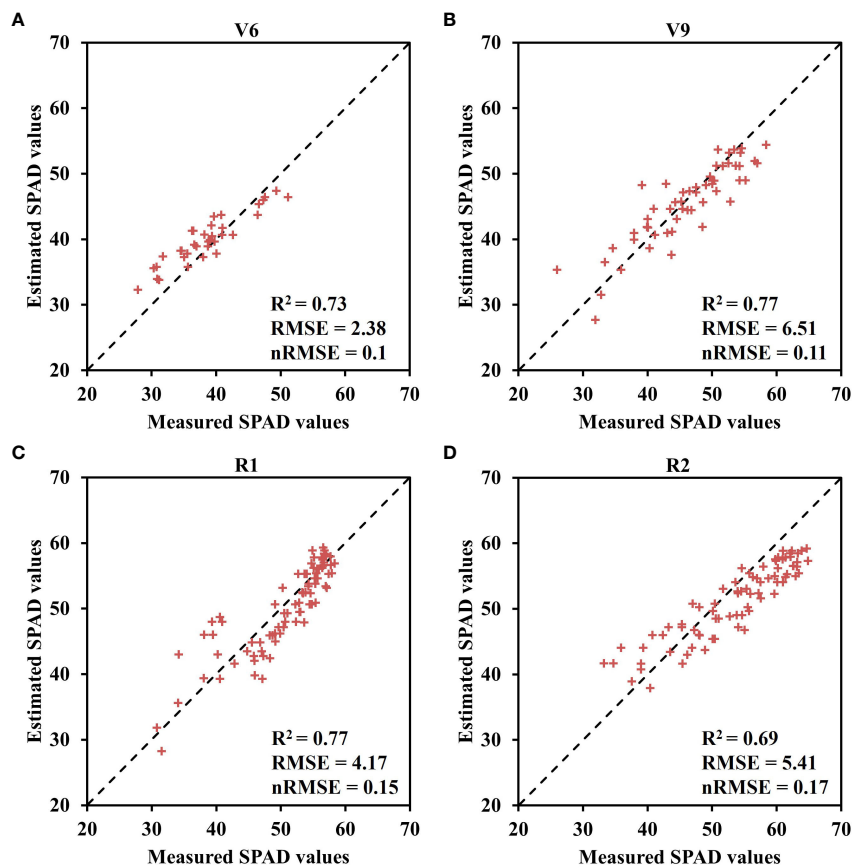 A
V6
70
60
50
40
30
20
Estimated SPAD values
R² = 0.73
RMSE = 2.38
nRMSE = 0.1
20 30 40 50 60 70
Measured SPAD values
B
V9
70
60
50
40
30
20
Estimated SPAD values
R² = 0.77
RMSE = 6.51
nRMSE = 0.11
20 30 40 50 60 70
Measured SPAD values
C
R1
70
60
50
40
30
20
Estimated SPAD values
R² = 0.77
RMSE = 4.17
nRMSE = 0.15
20 30 40 50 60 70
Measured SPAD values
D
R2
70
60
50
40
30
20
Estimated SPAD values
R² = 0.69
RMSE = 5.41
nRMSE = 0.17
20 30 40 50 60 70
Measured SPAD values